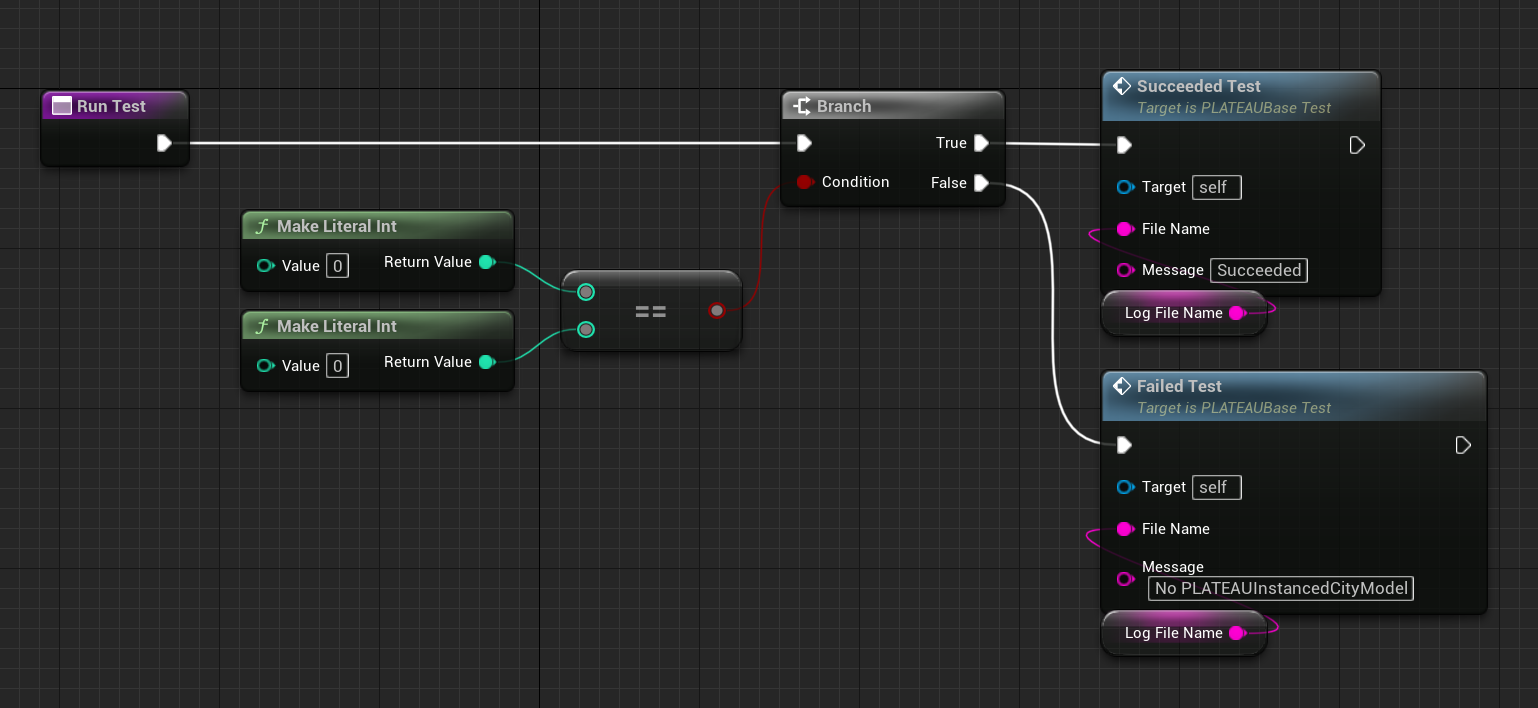 Run Test
Branch
True
Condition
False
Make Literal Int
Value 0
Return Value
==
Make Literal Int
Value 0
Return Value
Succeeded Test
Target is PLATEAUBase Test
Target self
File Name
Message Succeeded
Log File Name
Failed Test
Target is PLATEAUBase Test
Target self
File Name
Message
No PLATEAUInstancedCityModel
Log File Name